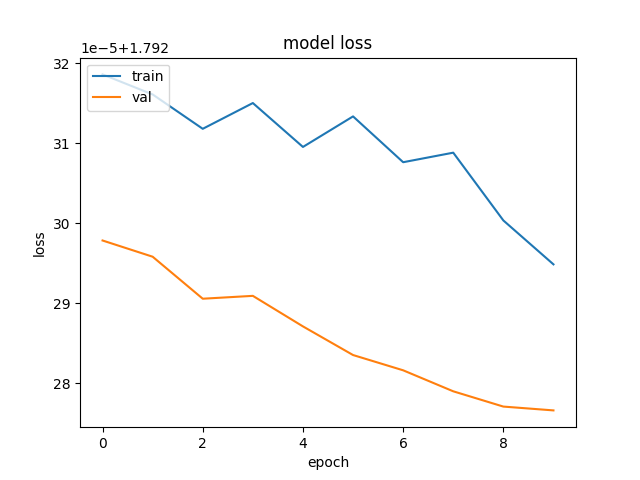 model loss
1e−5+1.792
train
val
32
31
30
29
28
loss
0 2 4 6 8
epoch